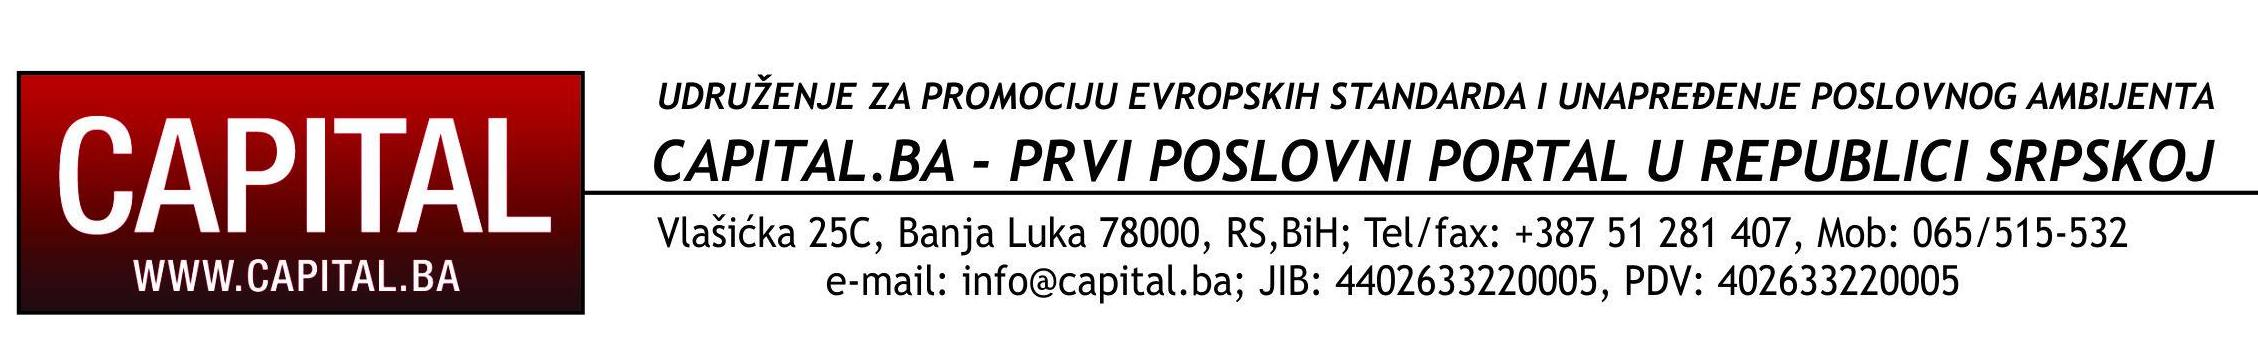 CAPITAL
WWW.CAPITAL.BA
UDRUŽENJE ZA PROMOCIJU EVROPSKIH STANDARDA I UNAPREĐENJE POSLOVNOG AMBIJENTA
CAPITAL.BA - PRVI POSLOVNI PORTAL U REPUBLICI SRPSKOJ
Vlašićka 25C, Banja Luka 78000, RS,BiH; Tel/fax: +387 51 281 407, Mob: 065/515-532
e-mail: info@capital.ba; JIB: 4402633220005, PDV: 402633220005